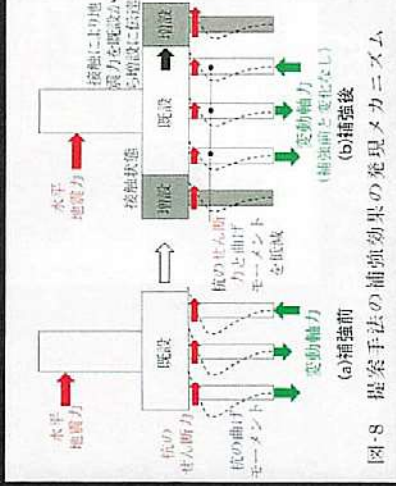 水平
地震力
既設
杭の
せん断力
杭の曲げ
モーメント
変動軸力
(a)補強前
水平
地震力
接触により地
震力を既設か
ら増設に伝達
接触状態
増設
既設
増設
杭のせん断
力と曲げ
モーメント
を低減
変動軸力
(補強前と変化なし)
(b)補強後
図-8 提案手法の補強効果の発現メカニズム